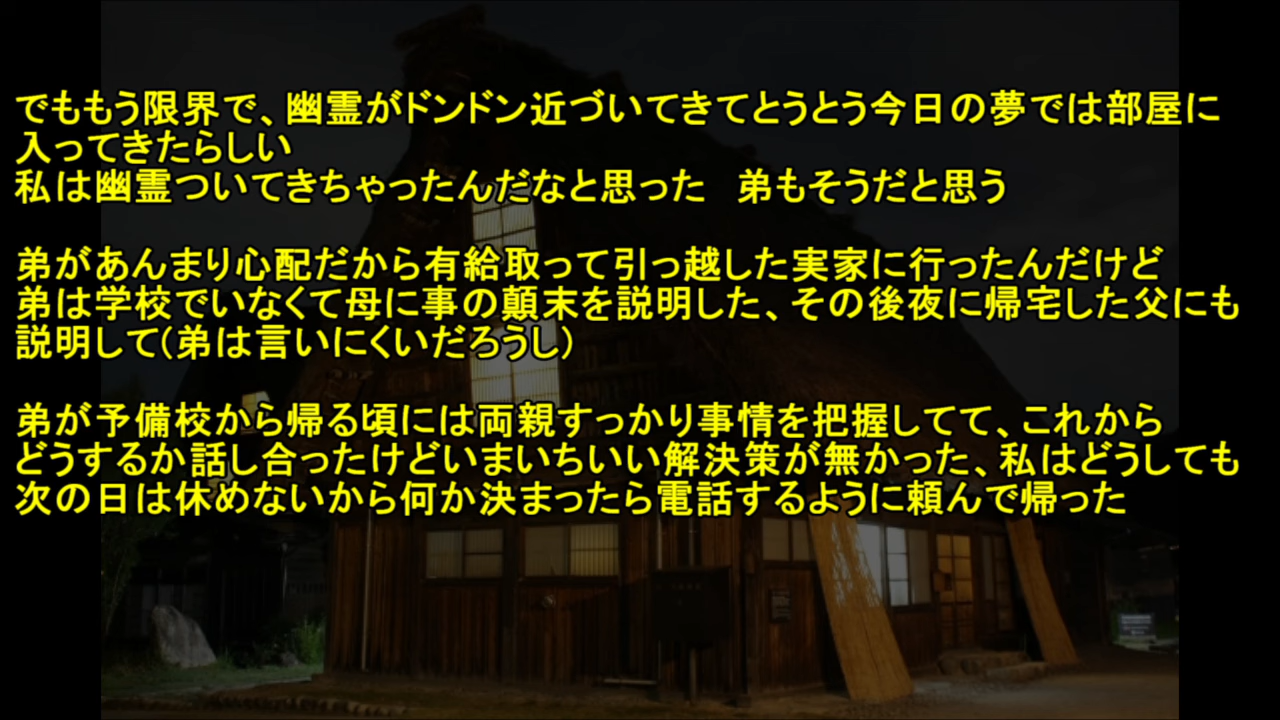 でももう限界で、幽霊がドンドン近づいてきてとうとう今日の夢では部屋に
入ってきたらしい
私は幽霊ついてきちゃったんだなと思った　弟もそうだと思う
弟があんまり心配だから有給取って引っ越した実家に行ったんだけど
弟は学校でいなくて母に事の顛末を説明した、その後夜に帰宅した父にも
説明して(弟は言いにくいだろうし)
弟が予備校から帰る頃には両親すっかり事情を把握してて、これから
どうするか話し合ったけどいまいちいい解決策が無かった、私はどうしても
次の日は休めないから何か決まったら電話するように頼んで帰った